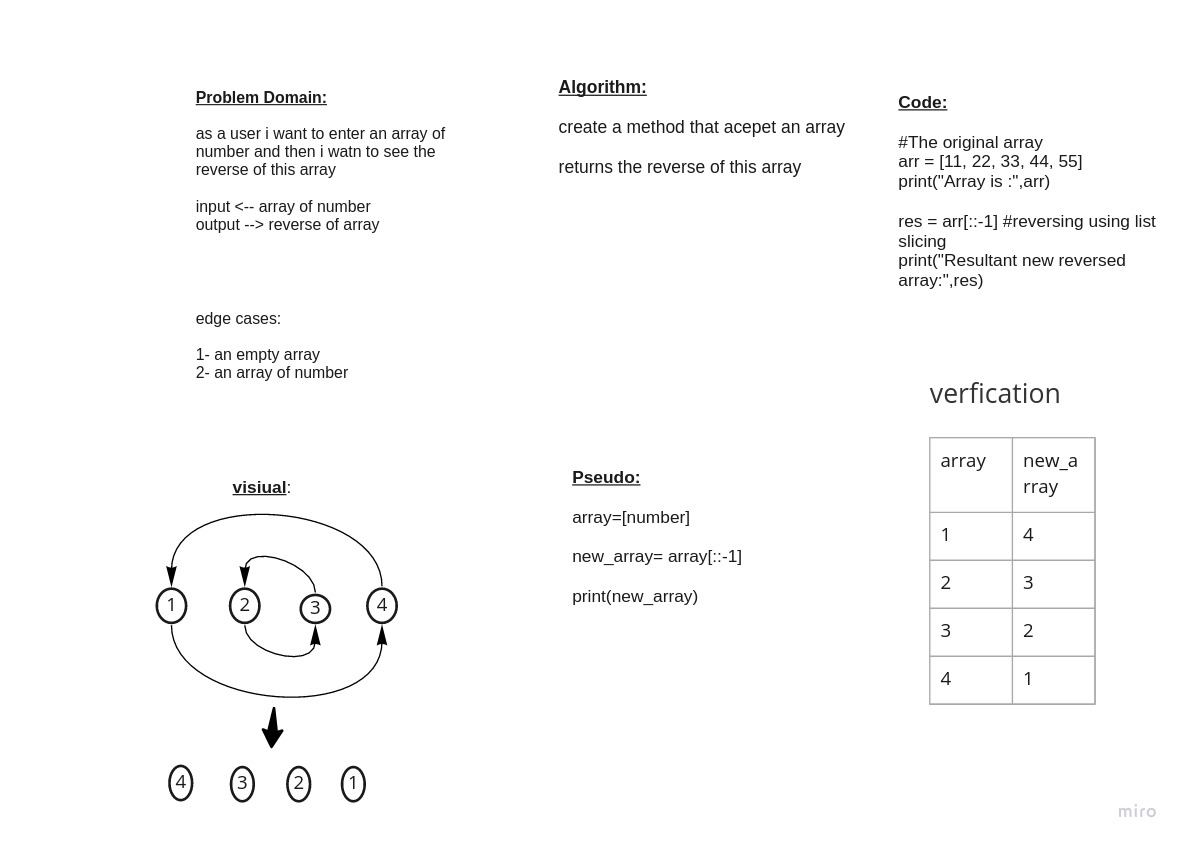 Problem Domain:
as a user i want to enter an array of
number and then i watn to see the
reverse of this array
input <-- array of number
output --> reverse of array
edge cases:
1- an empty array
2- an array of number
Algorithm:
create a method that acepet an array
returns the reverse of this array
Code:
#The original array
arr = [11, 22, 33, 44, 55]
print("Array is :",arr)
res = arr[::-1] #reversing using list
slicing
print("Resultant new reversed
array:",res)
visiual:
1 2 3 4
4 3 2 1
Pseudo:
array=[number]
new_array= array[::-1]
print(new_array)
verfication
array new_a
rray
1 4
2 3
3 2
4 1
miro